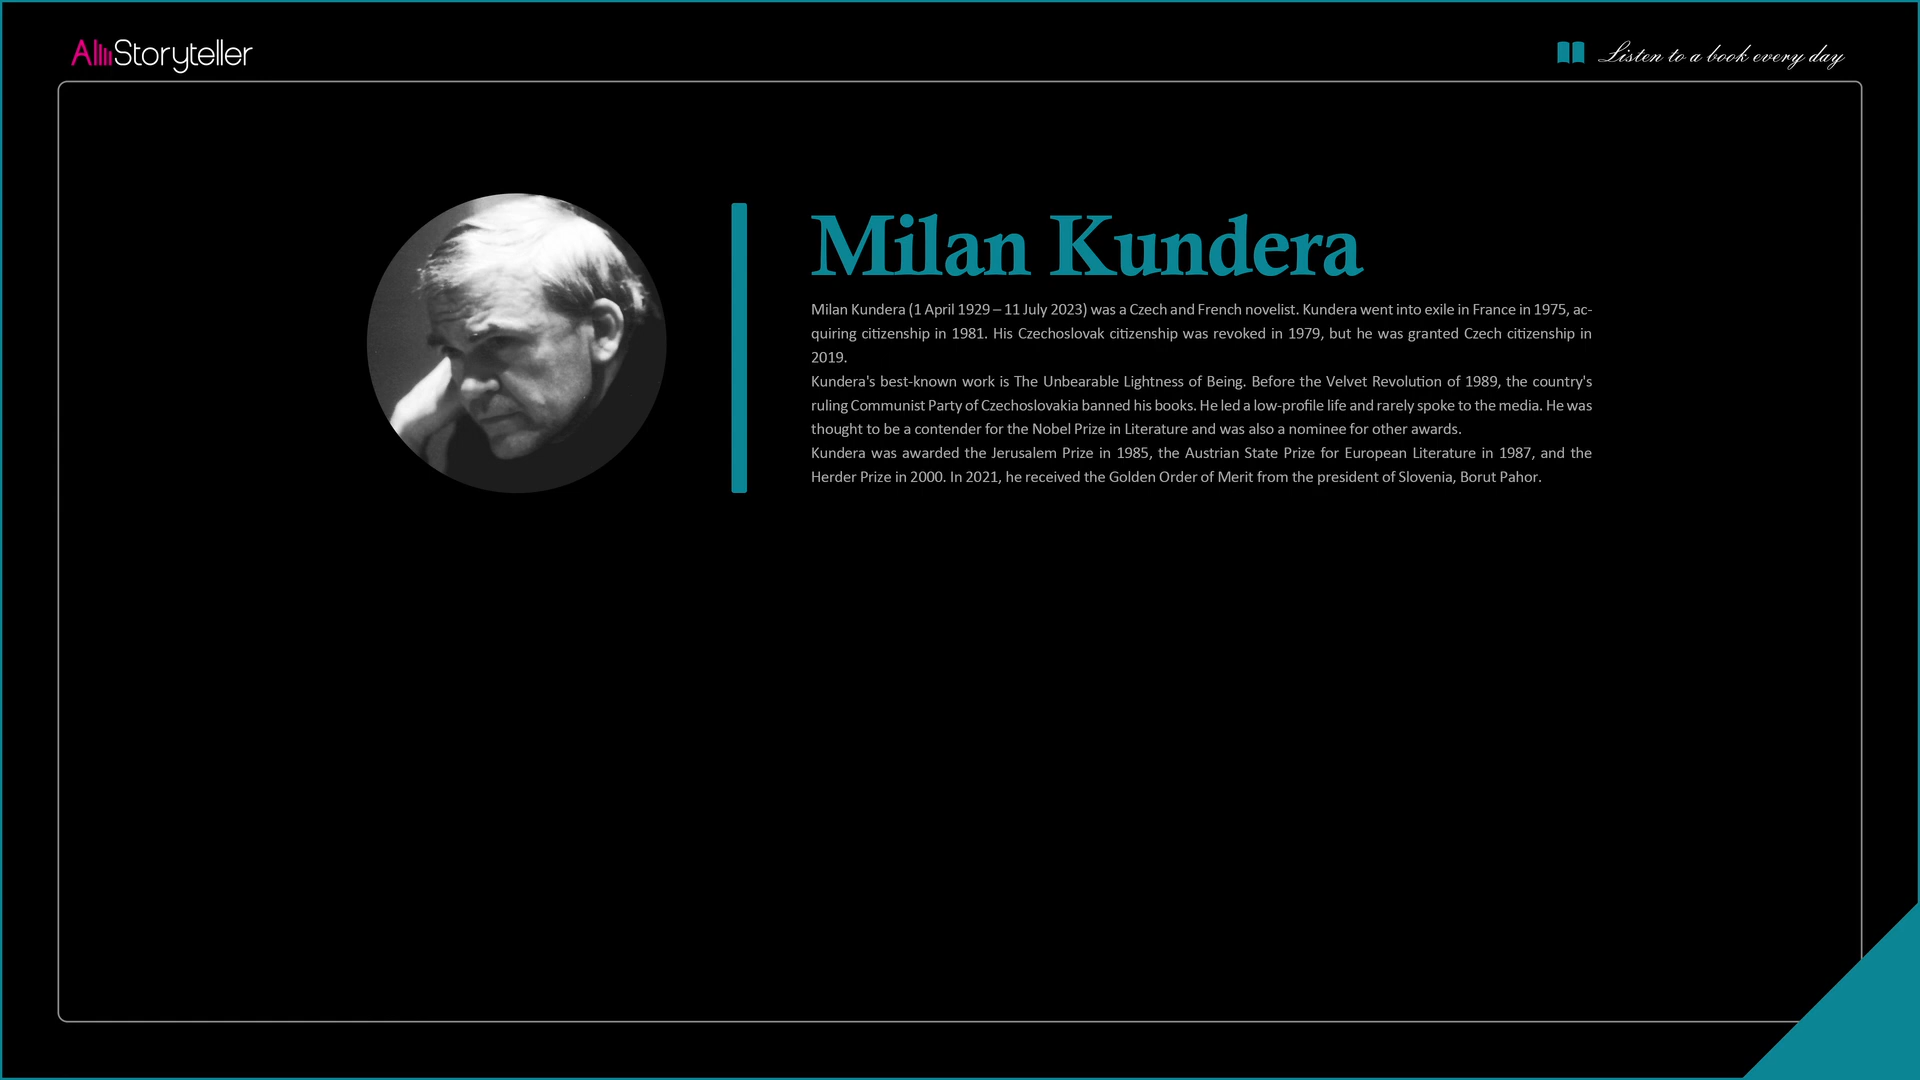 AI Storyteller
Listen to a book every day
Milan Kundera
Milan Kundera (1 April 1929 – 11 July 2023) was a Czech and French novelist. Kundera went into exile in France in 1975, ac-
quiring citizenship in 1981. His Czechoslovak citizenship was revoked in 1979, but he was granted Czech citizenship in
2019.
Kundera's best-known work is The Unbearable Lightness of Being. Before the Velvet Revolution of 1989, the country's
ruling Communist Party of Czechoslovakia banned his books. He led a low-profile life and rarely spoke to the media. He was
thought to be a contender for the Nobel Prize in Literature and was also a nominee for other awards.
Kundera was awarded the Jerusalem Prize in 1985, the Austrian State Prize for European Literature in 1987, and the
Herder Prize in 2000. In 2021, he received the Golden Order of Merit from the president of Slovenia, Borut Pahor.